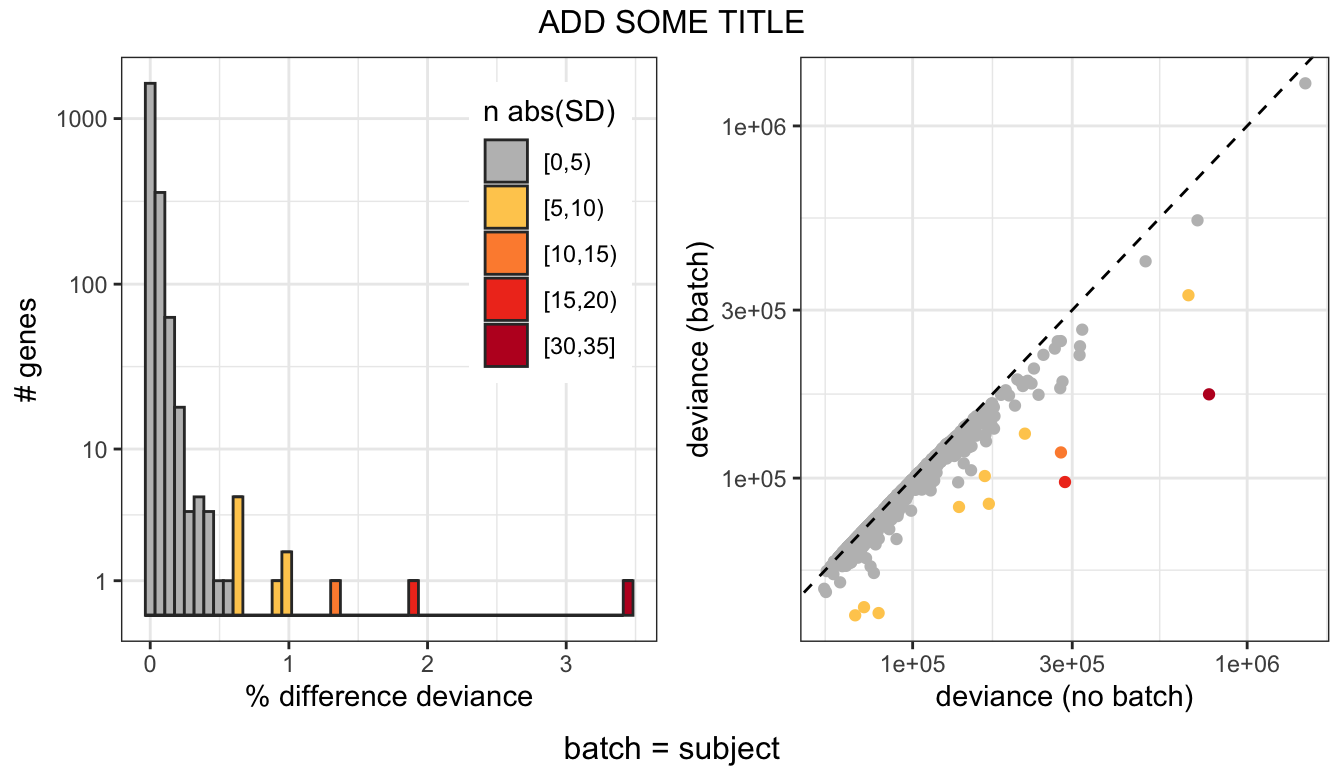 ADD SOME TITLE
# genes
1000
100
10
1
n abs(SD)
[0,5)
[5,10)
[10,15)
[15,20)
[30,35]
0 1 2 3
% difference deviance
deviance (batch)
1e+06
3e+05
1e+05
1e+05 3e+05 1e+06
deviance (no batch)
batch = subject